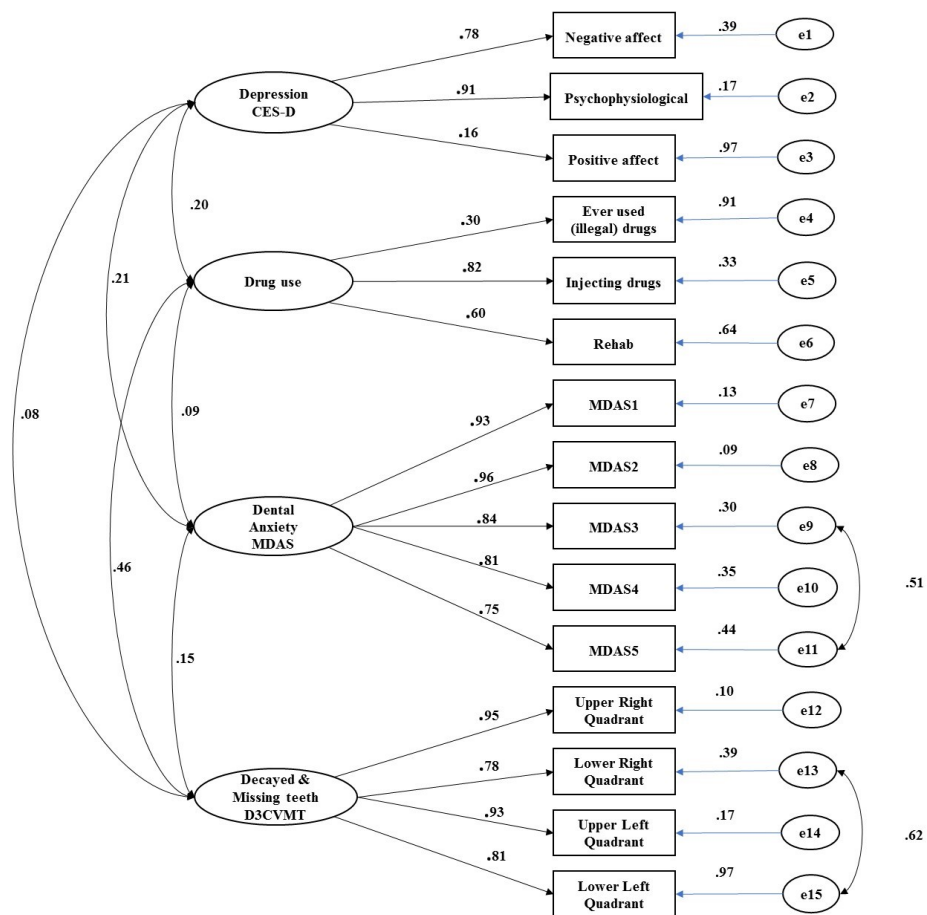 .78
Negative affect
.39
e1
Depression
CES-D
.91
Psychophysiological
.17
e2
.16
Positive affect
.97
e3
.20
.30
Ever used
(illegal) drugs
.91
e4
.21
Drug use
.82
Injecting drugs
.33
e5
.60
Rehab
.64
e6
.08
.09
.93
MDAS1
.13
e7
.96
MDAS2
.09
e8
Dental
Anxiety
MDAS
.84
MDAS3
.30
e9
.46
.81
MDAS4
.35
e10
.51
.75
MDAS5
.44
e11
.15
.95
Upper Right
Quadrant
.10
e12
.78
Lower Right
Quadrant
.39
e13
Decayed &
Missing teeth
D3CVMT
.93
Upper Left
Quadrant
.17
e14
.62
.81
Lower Left
Quadrant
.97
e15